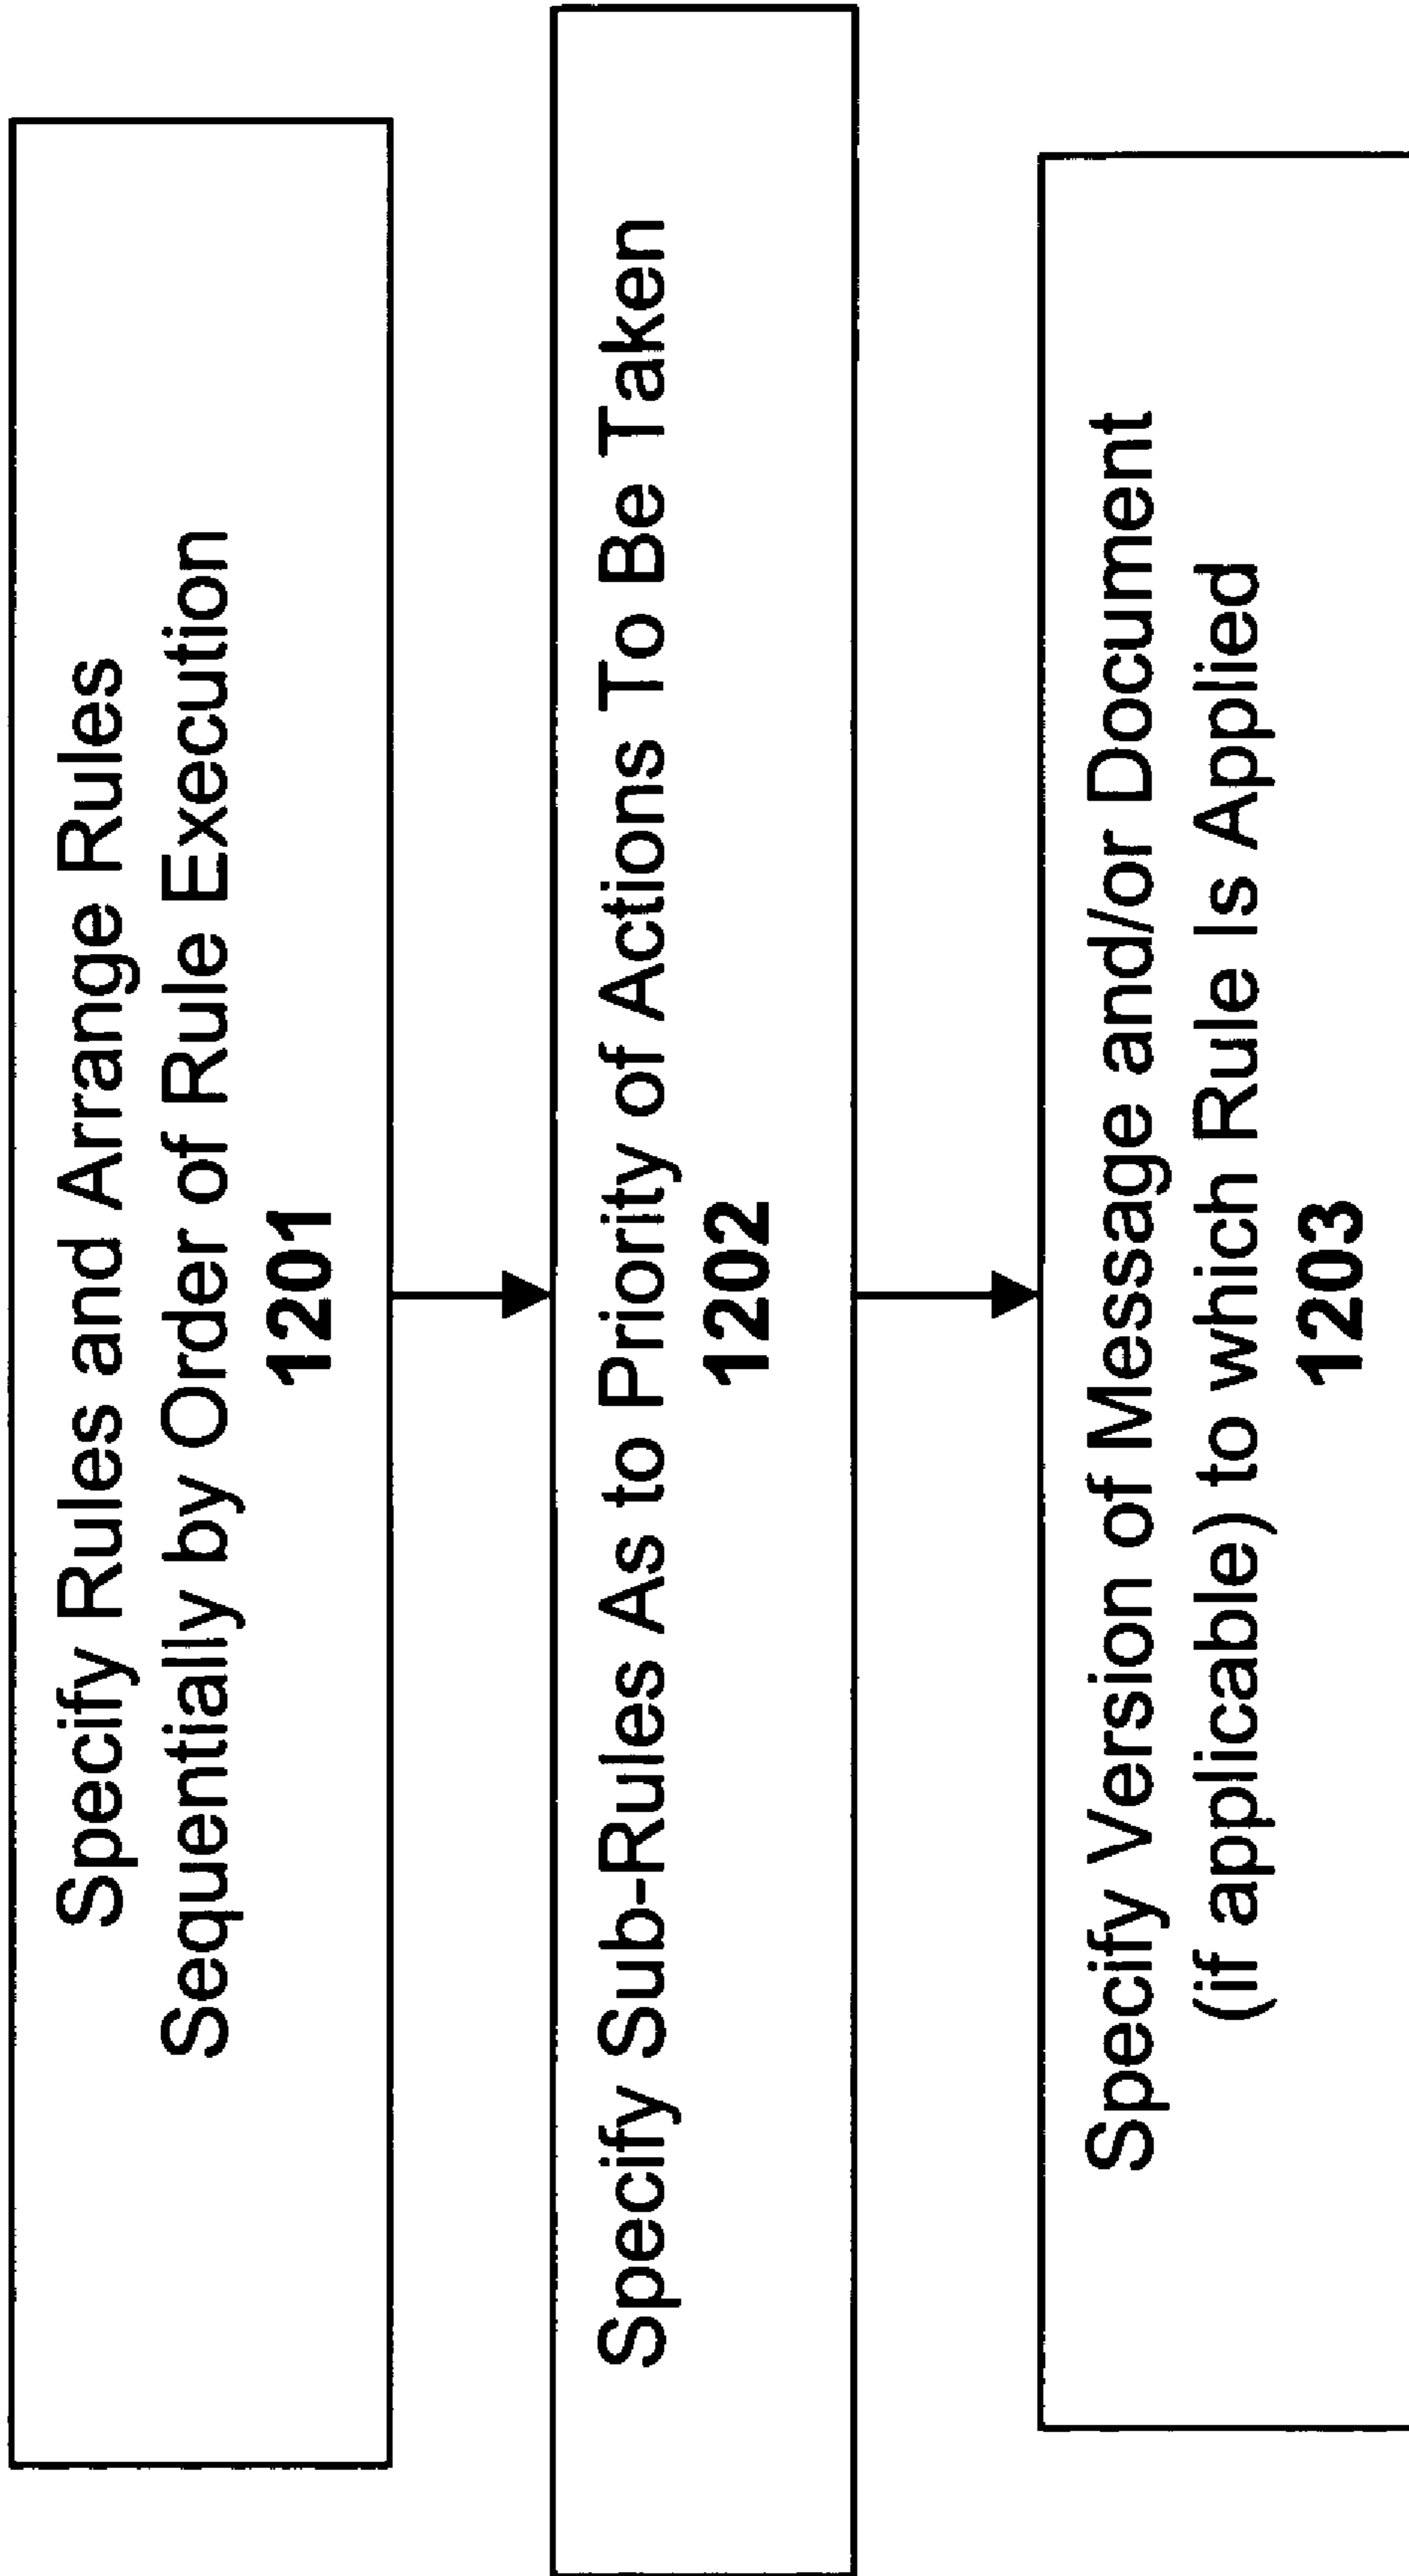 Specify Rules and Arrange Rules
Sequentially by Order of Rule Execution
1201
Specify Sub-Rules As to Priority of Actions To Be Taken
1202
Specify Version of Message and/or Document
(if applicable) to which Rule Is Applied
1203